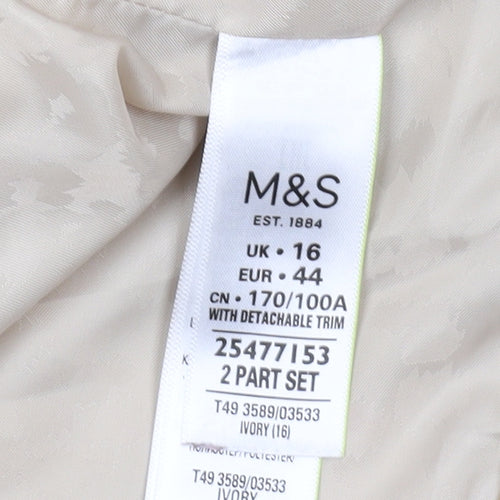 M&S
EST. 1884
UK • 16
EUR • 44
CN • 170/100A
WITH DETACHABLE TRIM
25477153
2 PART SET
T49 3589/03533
IVORY (16)
T49 3589/03533
IVORY